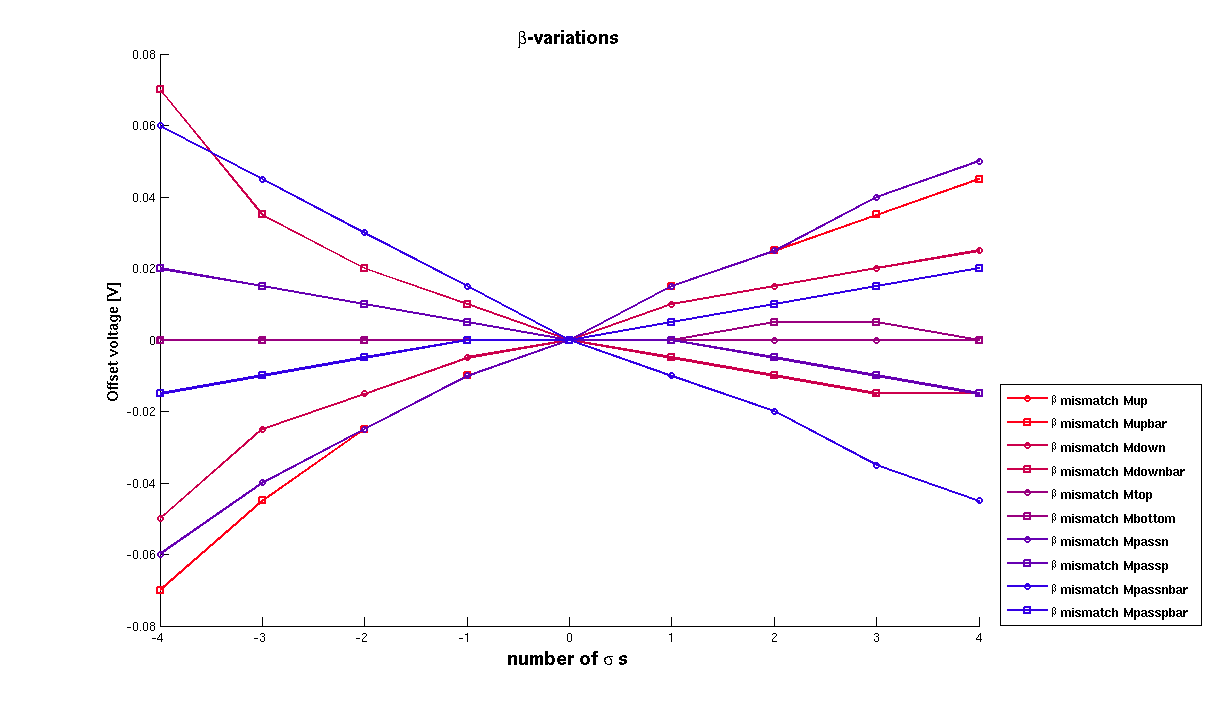 β-variations
0.08
0.06
0.04
0.02
0
-0.02
-0.04
-0.06
-0.08
Offset voltage [V]
-4 -3 -2 -1 0 1 2 3 4
number of σ s
β mismatch Mup
β mismatch Mupbar
β mismatch Mdown
β mismatch Mdownbar
β mismatch Mtop
β mismatch Mbottom
β mismatch Mpassn
β mismatch Mpassp
β mismatch Mpassnbar
β mismatch Mpasspbar